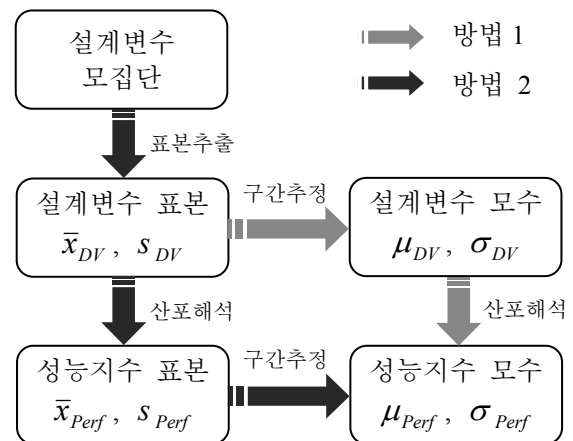 설계변수
모집단
방법 1
방법 2
표본추출
설계변수 표본
x̄_DV , s_DV
구간추정
설계변수 모수
μ_DV , σ_DV
산포해석
산포해석
성능지수 표본
x̄_Perf , s_Perf
구간추정
성능지수 모수
μ_Perf , σ_Perf